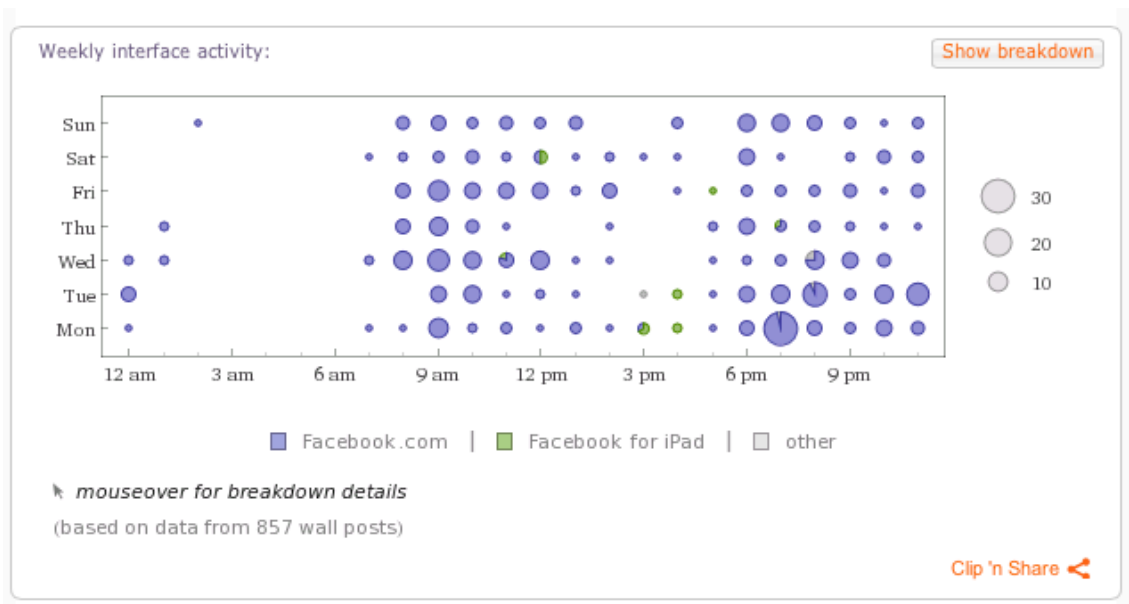 Weekly interface activity:
Show breakdown
Sun
Sat
Fri
Thu
Wed
Tue
Mon
12 am 3 am 6 am 9 am 12 pm 3 pm 6 pm 9 pm
30
20
10
Facebook.com | Facebook for iPad | other
mouseover for breakdown details
(based on data from 857 wall posts)
Clip 'n Share